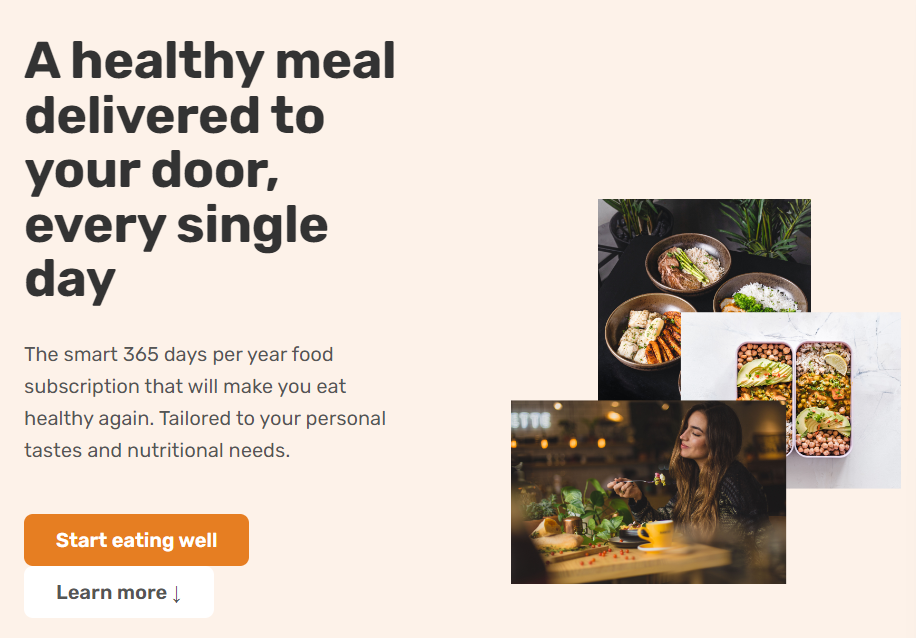 A healthy meal
delivered to
your door,
every single
day
The smart 365 days per year food
subscription that will make you eat
healthy again. Tailored to your personal
tastes and nutritional needs.
Start eating well
Learn more ↓